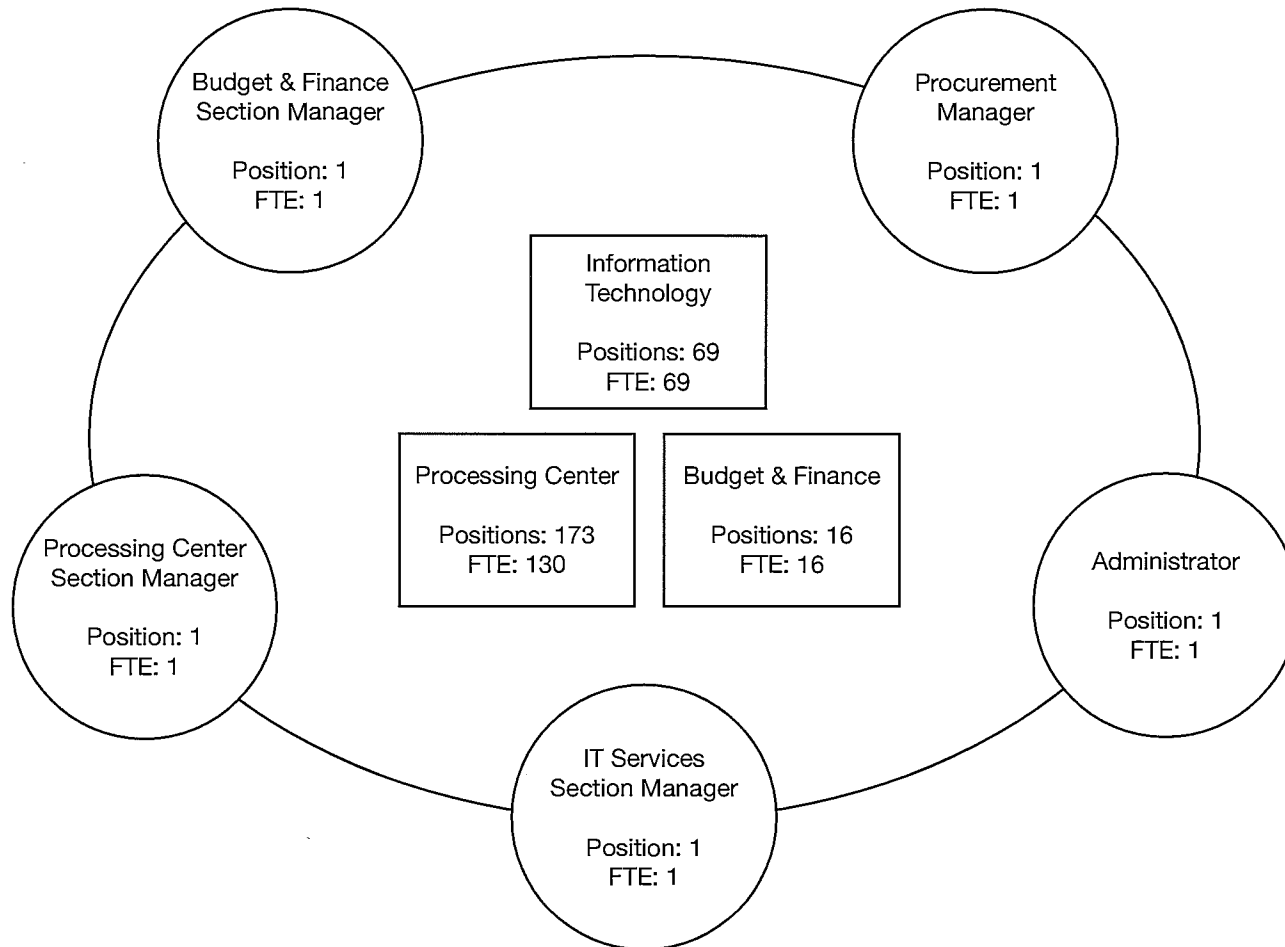 Budget & Finance
Section Manager
Position: 1
FTE: 1
Procurement
Manager
Position: 1
FTE: 1
Information
Technology
Positions: 69
FTE: 69
Processing Center
Positions: 173
FTE: 130
Budget & Finance
Positions: 16
FTE: 16
Processing Center
Section Manager
Position: 1
FTE: 1
Administrator
Position: 1
FTE: 1
IT Services
Section Manager
Position: 1
FTE: 1